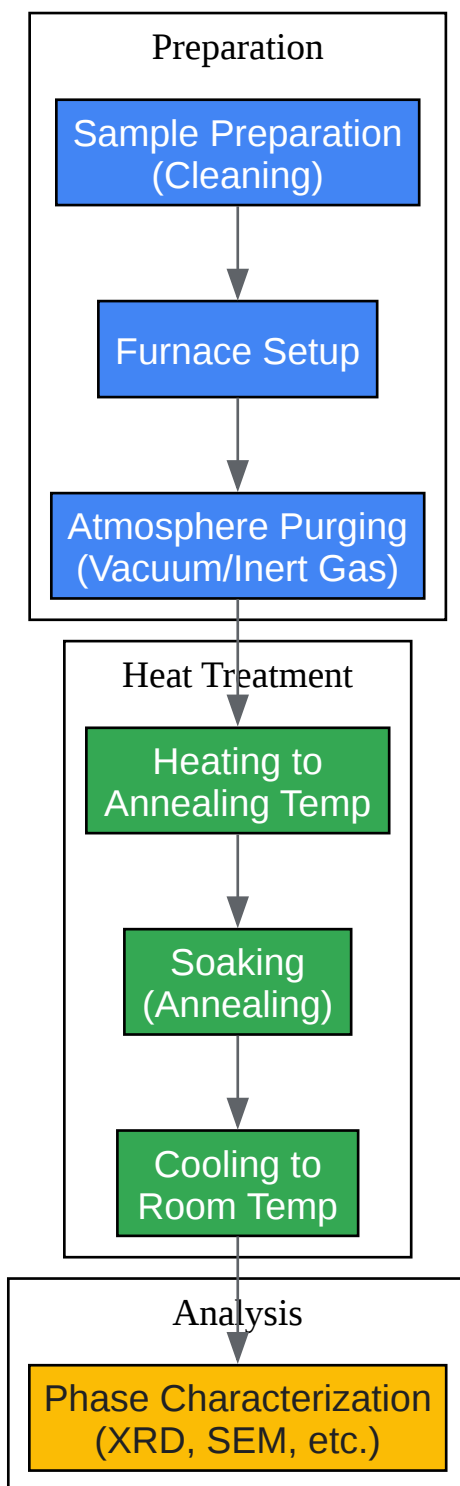 Preparation
Sample Preparation
(Cleaning)
Furnace Setup
Atmosphere Purging
(Vacuum/Inert Gas)
Heat Treatment
Heating to
Annealing Temp
Soaking
(Annealing)
Cooling to
Room Temp
Analysis
Phase Characterization
(XRD, SEM, etc.)